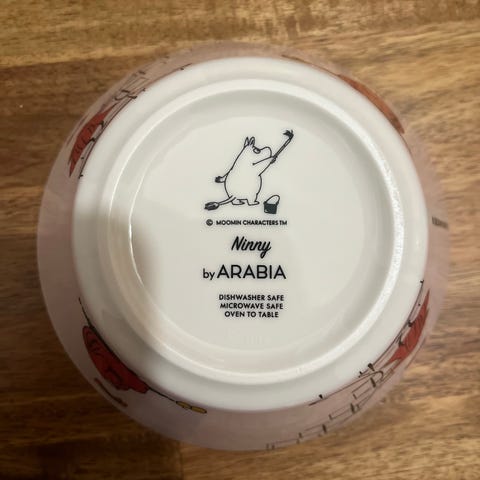 © MOOMIN CHARACTERS™
Ninny
by ARABIA
DISHWASHER SAFE
MICROWAVE SAFE
OVEN TO TABLE